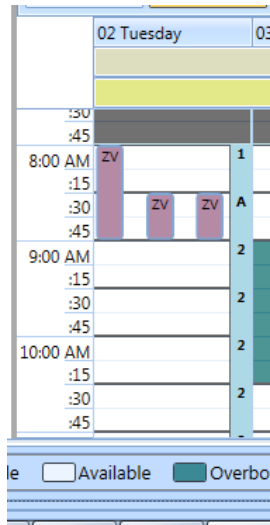 02 Tuesday 03
:30
:45
8:00 AM ZV 1
:15
:30 ZV ZV A
:45
9:00 AM 2
:15
:30 2
:45
10:00 AM 2
:15
:30 2
:45
le Available Overbo